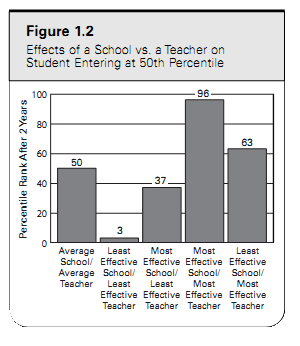 Figure 1.2
Effects of a School vs. a Teacher on
Student Entering at 50th Percentile
Percentile Rank After 2 Years
100
80
60
40
20
0
50
3
37
96
63
Average School/ Average Teacher
Least Effective School/ Least Effective Teacher
Most Effective School/ Least Effective Teacher
Most Effective School/ Most Effective Teacher
Least Effective School/ Most Effective Teacher